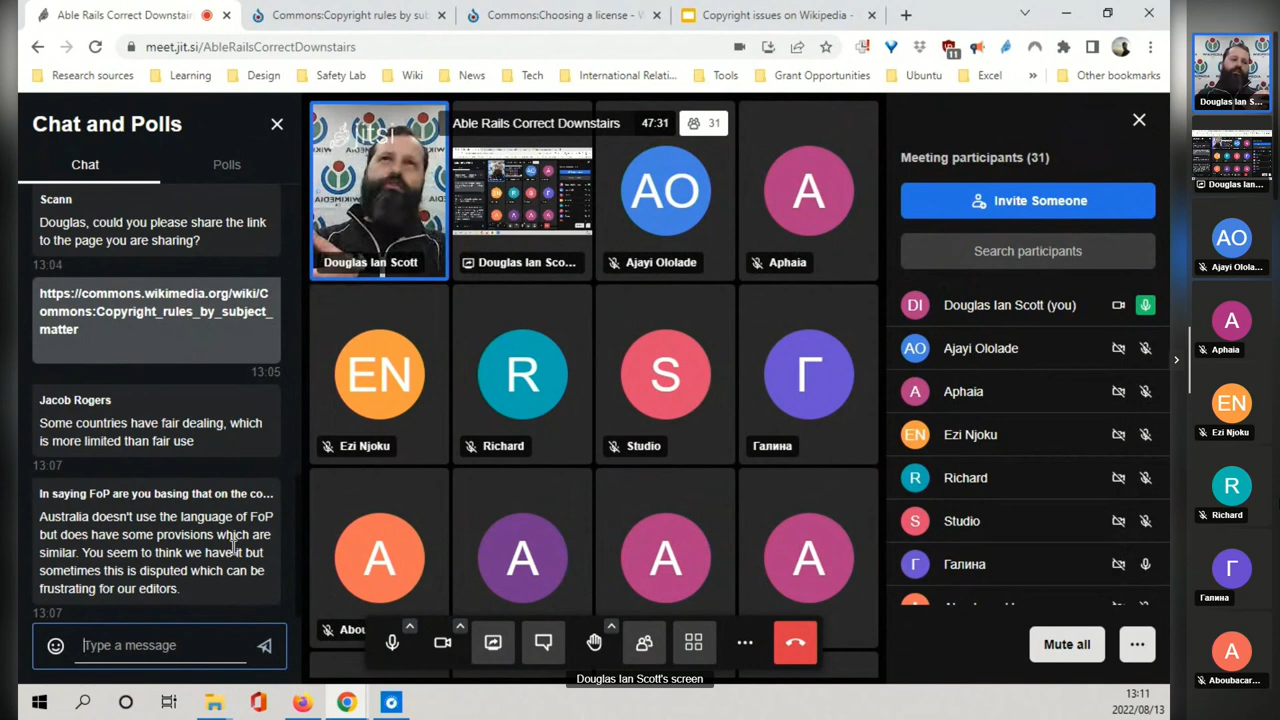 Able Rails Correct Downstair
Commons:Copyright rules by su
Commons:Choosing a license - W
Copyright issues on Wikipedia -
meet.jit.si/AbleRailsCorrectDownstairs
11
Research sources
Learning
Design
Safety Lab
Wiki
News
Tech
International Relati...
Tools
Grant Opportunities
Ubuntu
Excel
»
Other bookmarks
Chat and Polls
Chat
Polls
Scann
Douglas, could you please share the link
to the page you are sharing?
13:04
https://commons.wikimedia.org/wiki/C
ommons:Copyright_rules_by_subject_
matter
13:05
Jacob Rogers
Some countries have fair dealing, which
is more limited than fair use
13:07
In saying FoP are you basing that on the co...
Australia doesn't use the language of FoP
but does have some provisions which are
similar. You seem to think we have it but
sometimes this is disputed which can be
frustrating for our editors.
13:07
Type a message
jitsi
WIKIMEDIA
Able Rails Correct Downstairs
47:31
31
Douglas Ian Scott
Douglas Ian Sco...
AO
Ajayi Ololade
A
Aphaia
EN
Ezi Njoku
R
Richard
S
Studio
Г
Галина
A
Abou
A
A
A
Douglas Ian Scott's screen
Meeting participants (31)
Invite Someone
Search participants
DI
Douglas Ian Scott (you)
AO
Ajayi Ololade
A
Aphaia
EN
Ezi Njoku
R
Richard
S
Studio
Г
Галина
Mute all
Douglas Ian S...
Douglas Ian...
AO
Ajayi Olola...
A
Aphaia
EN
Ezi Njoku
R
Richard
Г
Галина
A
Aboubacar...
13:11
2022/08/13